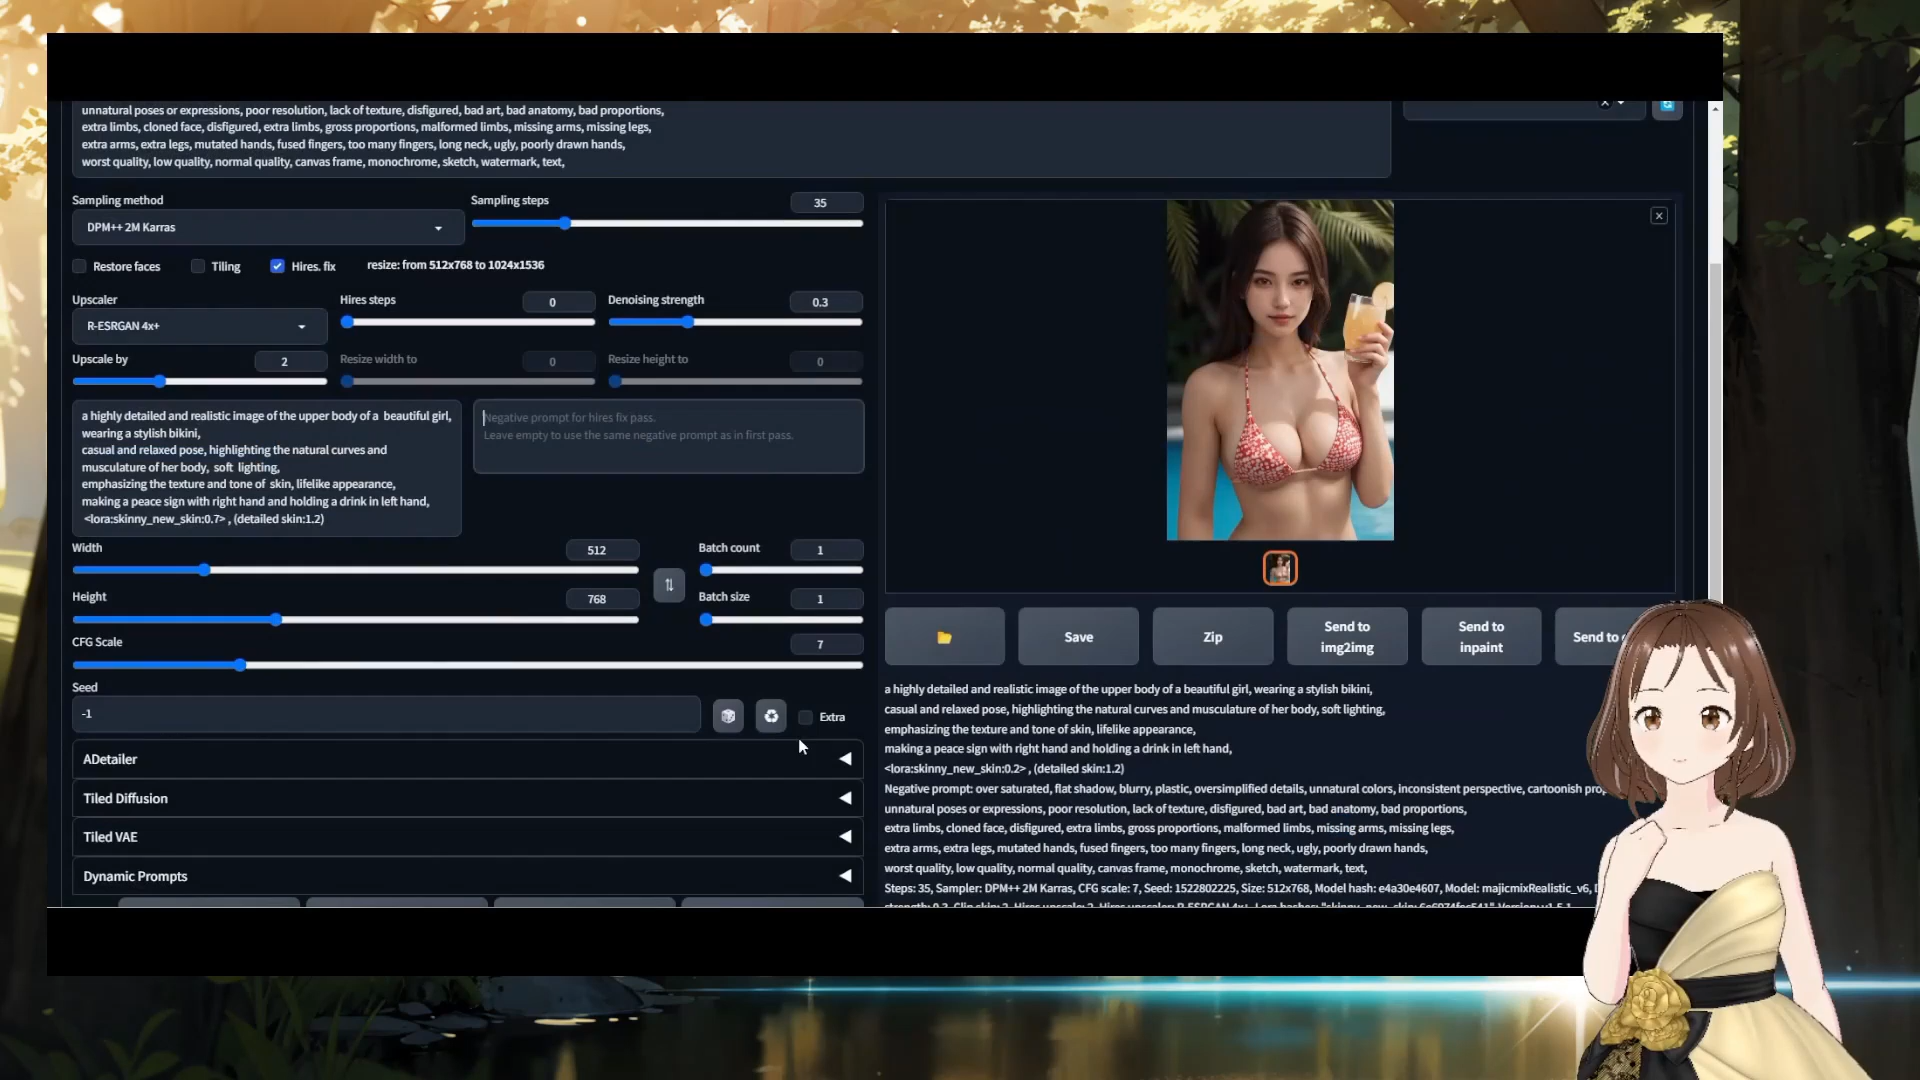 unnatural poses or expressions, poor resolution, lack of texture, disfigured, bad art, bad anatomy, bad proportions,
extra limbs, cloned face, disfigured, extra limbs, gross proportions, malformed limbs, missing arms, missing legs,
extra arms, extra legs, mutated hands, fused fingers, too many fingers, long neck, ugly, poorly drawn hands,
worst quality, low quality, normal quality, canvas frame, monochrome, sketch, watermark, text,
Sampling method
DPM++ 2M Karras
Sampling steps
35
Restore faces
Tiling
Hires. fix
resize: from 512x768 to 1024x1536
Upscaler
R-ESRGAN 4x+
Hires steps
0
Denoising strength
0.3
Upscale by
2
Resize width to
0
Resize height to
0
a highly detailed and realistic image of the upper body of a beautiful girl,
wearing a stylish bikini,
casual and relaxed pose, highlighting the natural curves and
musculature of her body, soft lighting,
emphasizing the texture and tone of skin, lifelike appearance,
making a peace sign with right hand and holding a drink in left hand,
<lora:skinny_new_skin:0.7> , (detailed skin:1.2)
Negative prompt for hires fix pass.
Leave empty to use the same negative prompt as in first pass.
Width
512
Batch count
1
Height
768
Batch size
1
CFG Scale
7
Seed
-1
Extra
ADetailer
Tiled Diffusion
Tiled VAE
Dynamic Prompts
Save
Zip
Send to
img2img
Send to
inpaint
Send to
a highly detailed and realistic image of the upper body of a beautiful girl, wearing a stylish bikini,
casual and relaxed pose, highlighting the natural curves and musculature of her body, soft lighting,
emphasizing the texture and tone of skin, lifelike appearance,
making a peace sign with right hand and holding a drink in left hand,
<lora:skinny_new_skin:0.2> , (detailed skin:1.2)
Negative prompt: over saturated, flat shadow, blurry, plastic, oversimplified details, unnatural colors, inconsistent perspective, cartoonish
unnatural poses or expressions, poor resolution, lack of texture, disfigured, bad art, bad anatomy, bad proportions,
extra limbs, cloned face, disfigured, extra limbs, gross proportions, malformed limbs, missing arms, missing legs,
extra arms, extra legs, mutated hands, fused fingers, too many fingers, long neck, ugly, poorly drawn hands,
worst quality, low quality, normal quality, canvas frame, monochrome, sketch, watermark, text,
Steps: 35, Sampler: DPM++ 2M Karras, CFG scale: 7, Seed: 1522802225, Size: 512x768, Model hash: e4a30e4607, Model: majicmixRealistic_v6,